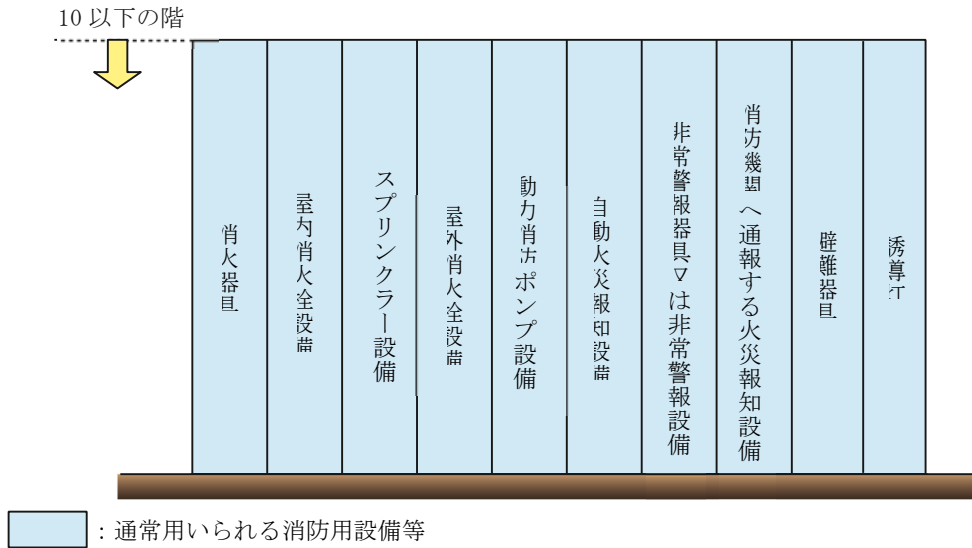 10 以下の階
消火器具
屋内消火栓設備
スプリンクラー設備
屋外消火栓設備
動力消防ポンプ設備
自動火災報知設備
非常警報器具又は非常警報設備
消防機関へ通報する火災報知設備
避難器具
誘導灯
：通常用いられる消防用設備等